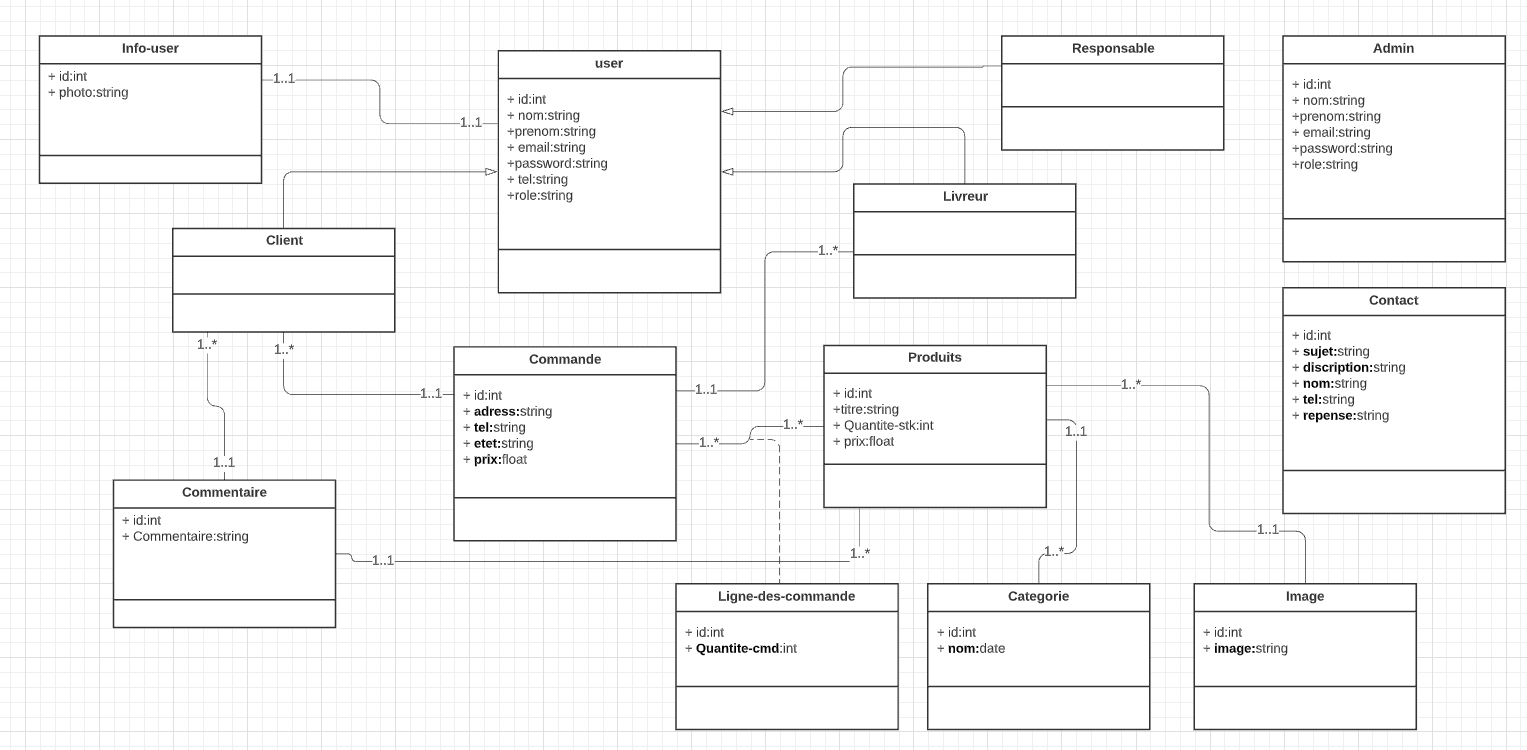 Info-user
+ id:int
+ photo:string
1..1
1..1
user
+ id:int
+ nom:string
+prenom:string
+ email:string
+password:string
+ tel:string
+role:string
Responsable
Admin
+ id:int
+ nom:string
+prenom:string
+ email:string
+password:string
+role:string
Livreur
1..*
Client
1..*
1..*
Commande
+ id:int
+ adress:string
+ tel:string
+ etet:string
+ prix:float
1..1
1..1
1..*
1..*
Produits
+ id:int
+titre:string
+ Quantite-stk:int
+ prix:float
1..*
1..1
Contact
+ id:int
+ sujet:string
+ discription:string
+ nom:string
+ tel:string
+ repense:string
1..1
Commentaire
+ id:int
+ Commentaire:string
1..1
1..*
1..*
1..1
Ligne-des-commande
+ id:int
+ Quantite-cmd:int
Categorie
+ id:int
+ nom:date
Image
+ id:int
+ image:string